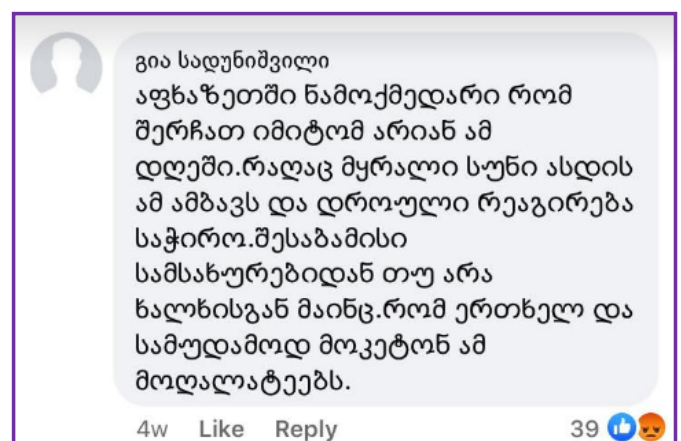 გია სადუნიშვილი
აფხაზეთში ნამოქმედარი რომ
შერჩათ იმიტომ არიან ამ
დღეში.რაღაც მყრალი სუნი ასდის
ამ ამბავს და დროული რეაგირება
საჭირო.შესაბამისი
სამსახურებიდან თუ არა
ხალხისგან მაინც.რომ ერთხელ და
სამუდამოდ მოკეტონ ამ
მოღალატეებს.
4w Like Reply 39